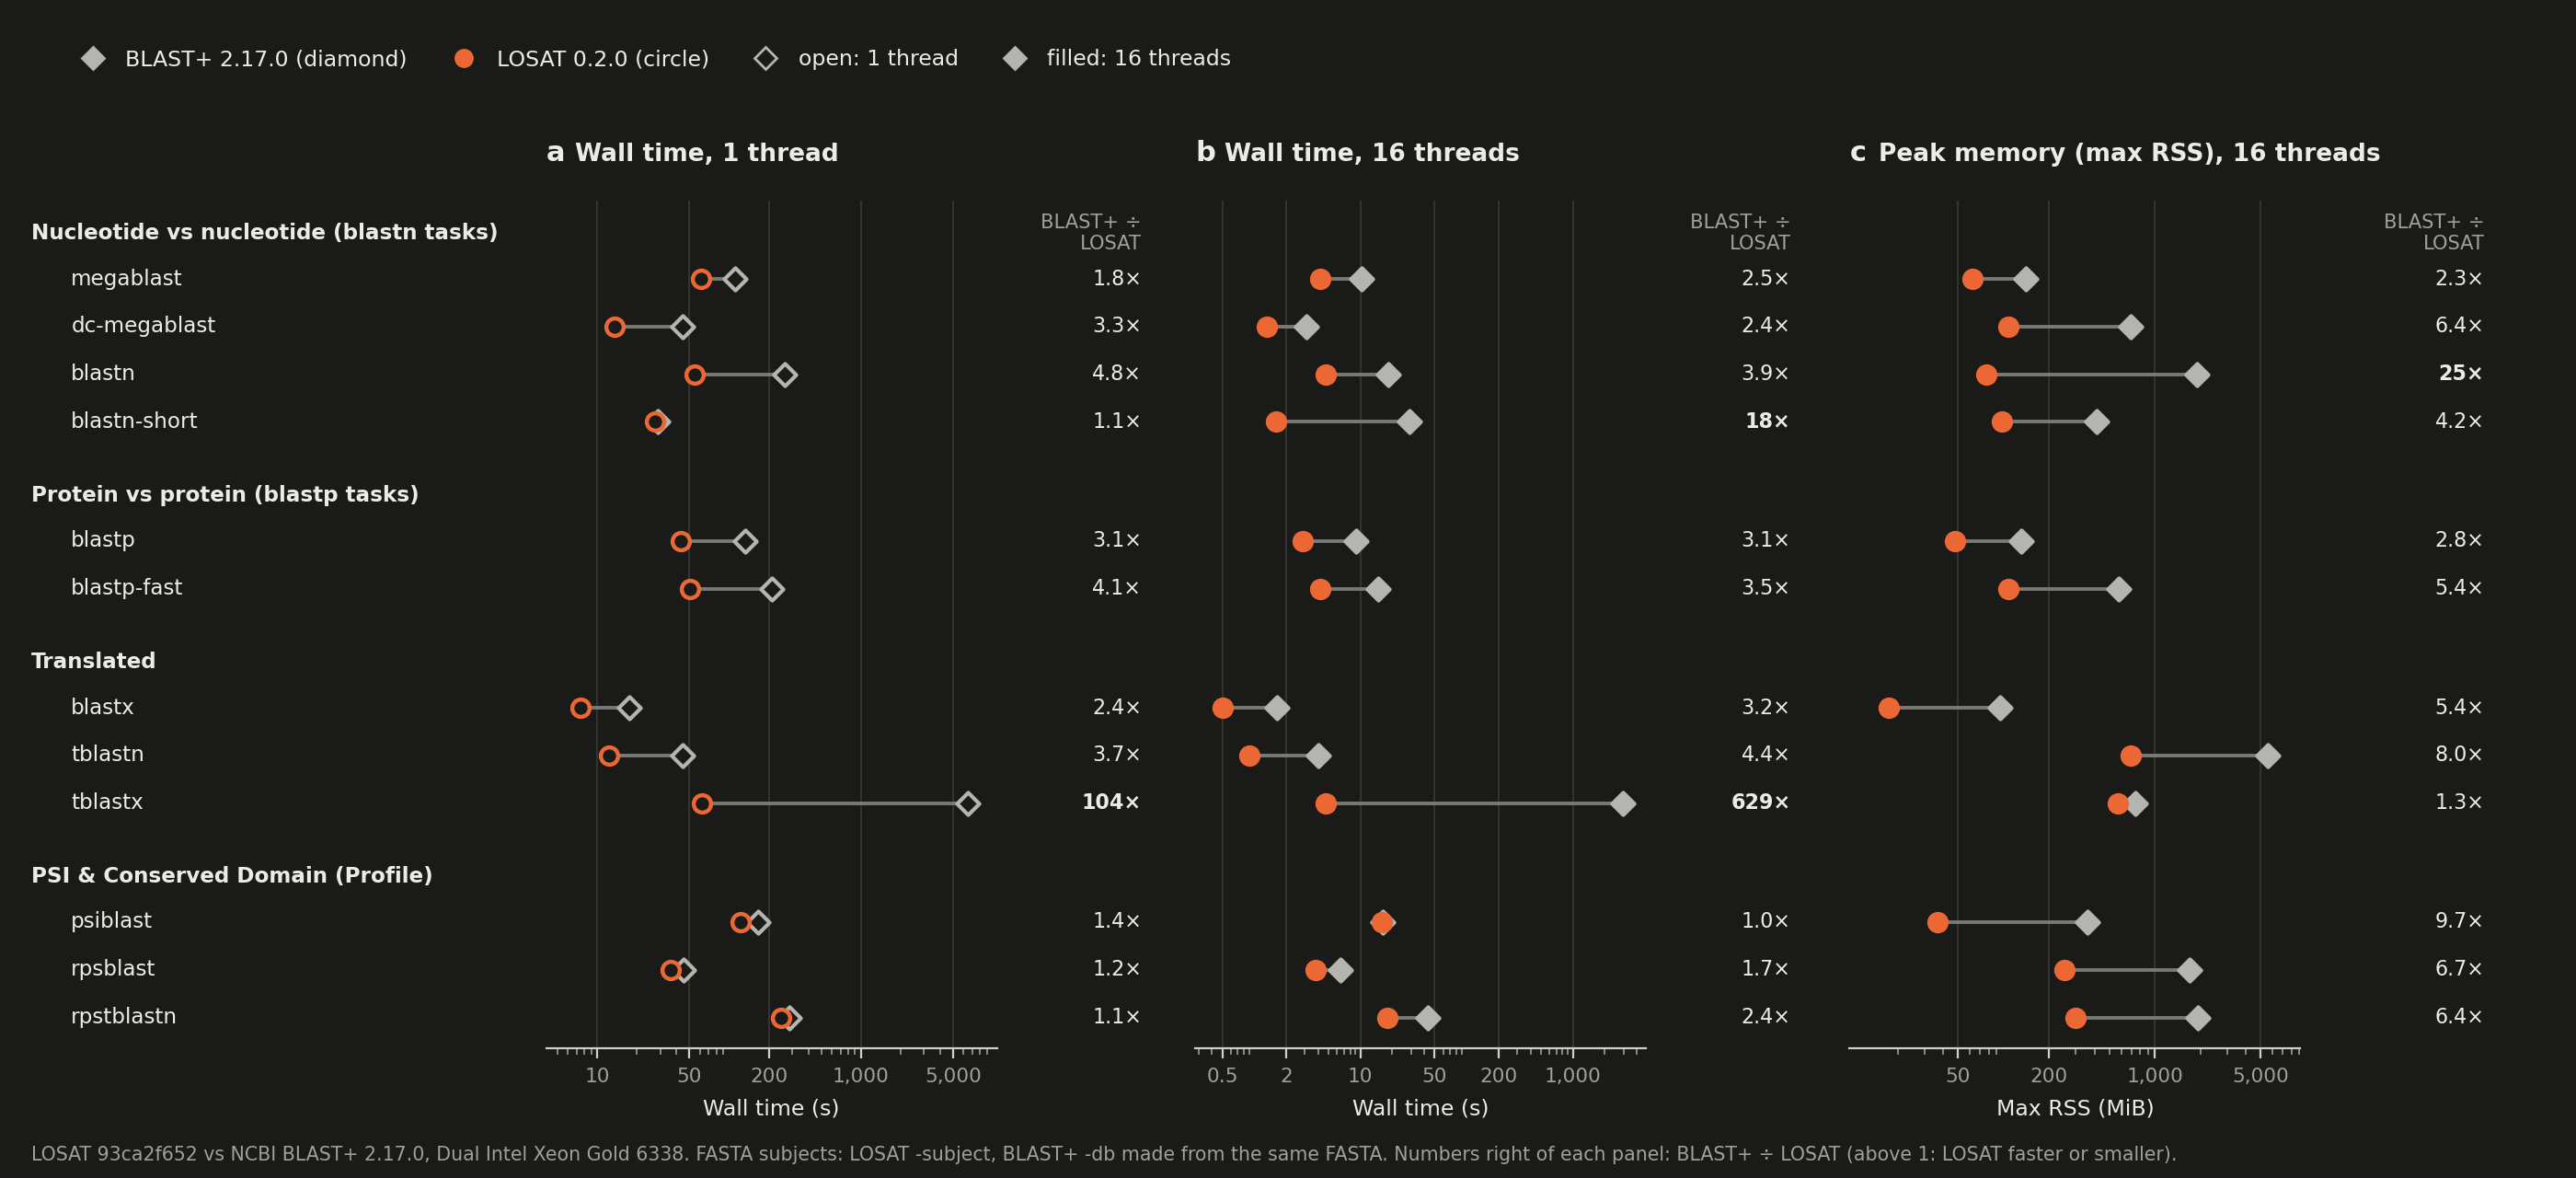 BLAST+ 2.17.0 (diamond) LOSAT 0.2.0 (circle) open: 1 thread filled: 16 threads
a Wall time, 1 thread b Wall time, 16 threads c Peak memory (max RSS), 16 threads
Nucleotide vs nucleotide (blastn tasks) BLAST+ ÷ LOSAT BLAST+ ÷ LOSAT BLAST+ ÷ LOSAT
megablast 1.8× 2.5× 2.3×
dc-megablast 3.3× 2.4× 6.4×
blastn 4.8× 3.9× 25×
blastn-short 1.1× 18× 4.2×
Protein vs protein (blastp tasks)
blastp 3.1× 3.1× 2.8×
blastp-fast 4.1× 3.5× 5.4×
Translated
blastx 2.4× 3.2× 5.4×
tblastn 3.7× 4.4× 8.0×
tblastx 104× 629× 1.3×
PSI & Conserved Domain (Profile)
psiblast 1.4× 1.0× 9.7×
rpsblast 1.2× 1.7× 6.7×
rpstblastn 1.1× 2.4× 6.4×
10 50 200 1,000 5,000 0.5 2 10 50 200 1,000 50 200 1,000 5,000
Wall time (s) Wall time (s) Max RSS (MiB)
LOSAT 93ca2f652 vs NCBI BLAST+ 2.17.0, Dual Intel Xeon Gold 6338. FASTA subjects: LOSAT -subject, BLAST+ -db made from the same FASTA. Numbers right of each panel: BLAST+ ÷ LOSAT (above 1: LOSAT faster or smaller).